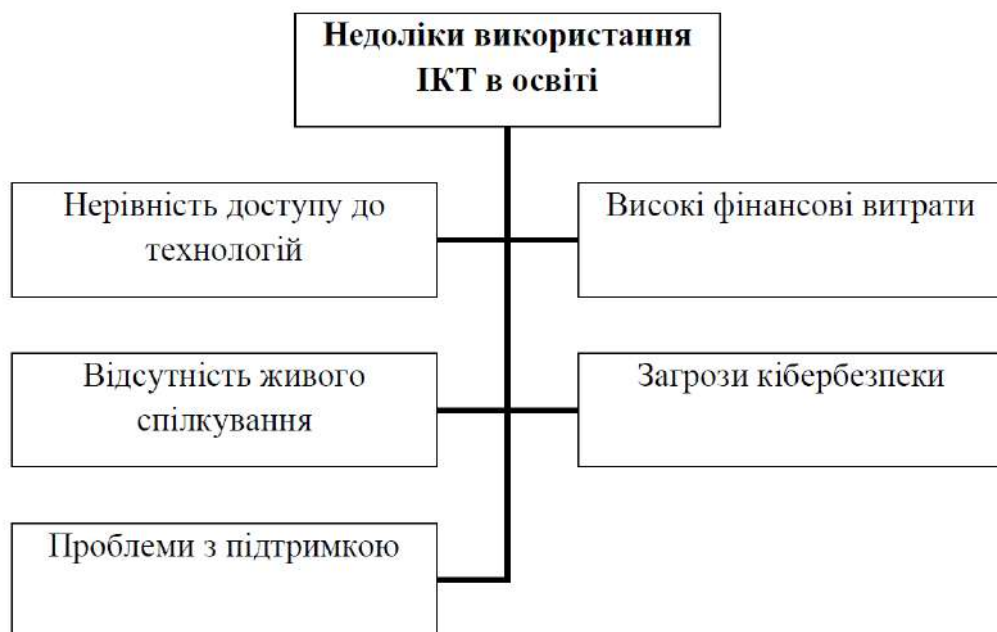 Недоліки використання
ІКТ в освіті
Нерівність доступу до
технологій
Високі фінансові витрати
Відсутність живого
спілкування
Загрози кібербезпеки
Проблеми з підтримкою